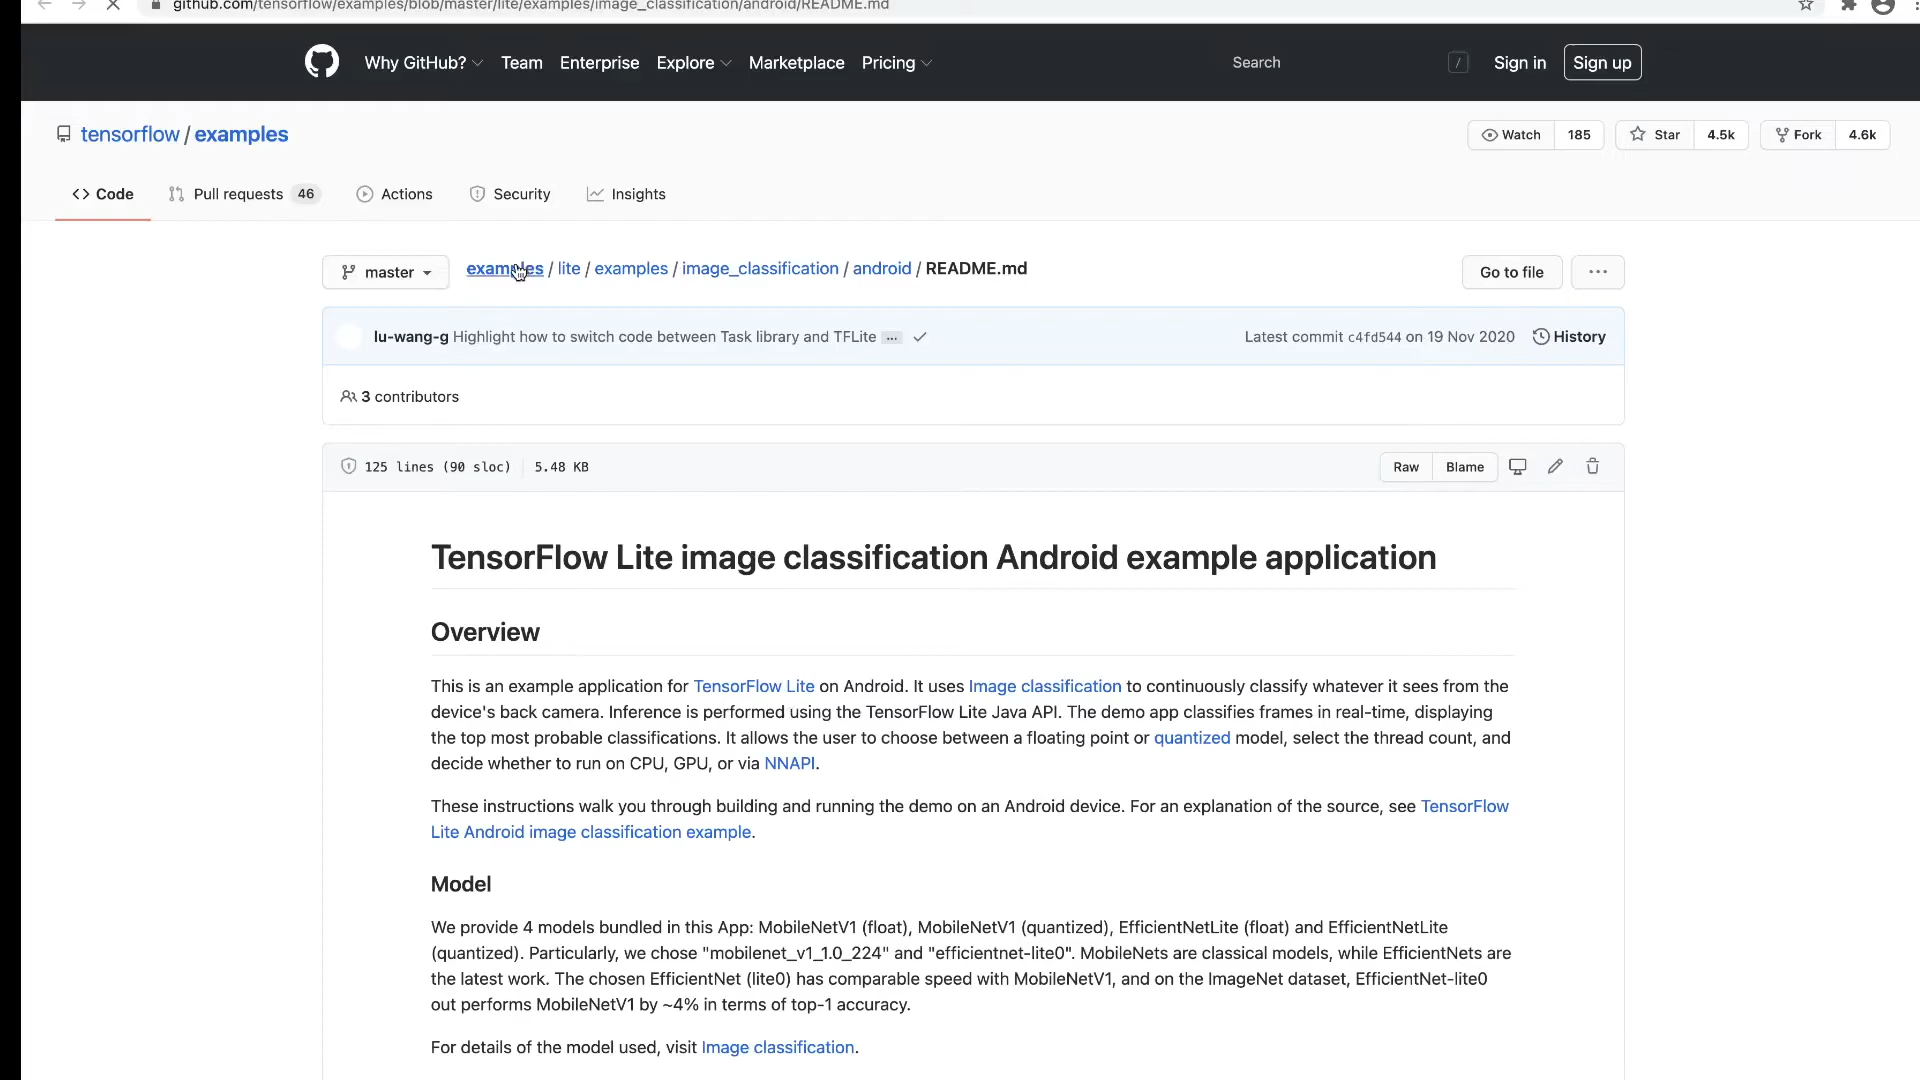 github.com/tensorflow/examples/blob/master/lite/examples/image_classification/android/README.md
Why GitHub? Team Enterprise Explore Marketplace Pricing Search / Sign in Sign up
tensorflow / examples Watch 185 Star 4.5k Fork 4.6k
<> Code Pull requests 46 Actions Security Insights
master examples / lite / examples / image_classification / android / README.md Go to file ...
lu-wang-g Highlight how to switch code between Task library and TFLite ... Latest commit c4fd544 on 19 Nov 2020 History
3 contributors
125 lines (90 sloc) 5.48 KB Raw Blame
TensorFlow Lite image classification Android example application
Overview
This is an example application for TensorFlow Lite on Android. It uses Image classification to continuously classify whatever it sees from the
device's back camera. Inference is performed using the TensorFlow Lite Java API. The demo app classifies frames in real-time, displaying
the top most probable classifications. It allows the user to choose between a floating point or quantized model, select the thread count, and
decide whether to run on CPU, GPU, or via NNAPI.
These instructions walk you through building and running the demo on an Android device. For an explanation of the source, see TensorFlow
Lite Android image classification example.
Model
We provide 4 models bundled in this App: MobileNetV1 (float), MobileNetV1 (quantized), EfficientNetLite (float) and EfficientNetLite
(quantized). Particularly, we chose "mobilenet_v1_1.0_224" and "efficientnet-lite0". MobileNets are classical models, while EfficientNets are
the latest work. The chosen EfficientNet (lite0) has comparable speed with MobileNetV1, and on the ImageNet dataset, EfficientNet-lite0
out performs MobileNetV1 by ~4% in terms of top-1 accuracy.
For details of the model used, visit Image classification.